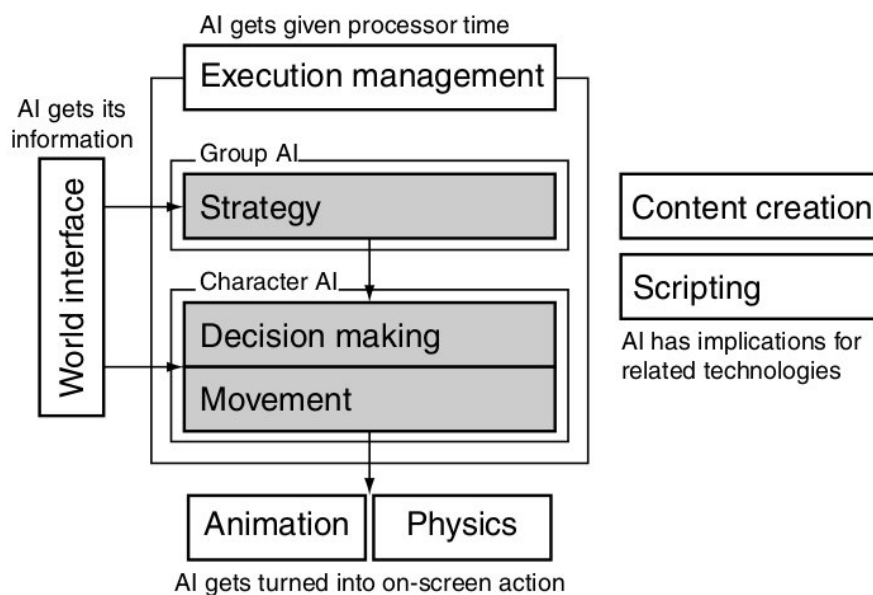 AI gets given processor time
Execution management
AI gets its
information
World interface
Group AI
Strategy
Character AI
Decision making
Movement
Content creation
Scripting
AI has implications for
related technologies
Animation
Physics
AI gets turned into on-screen action